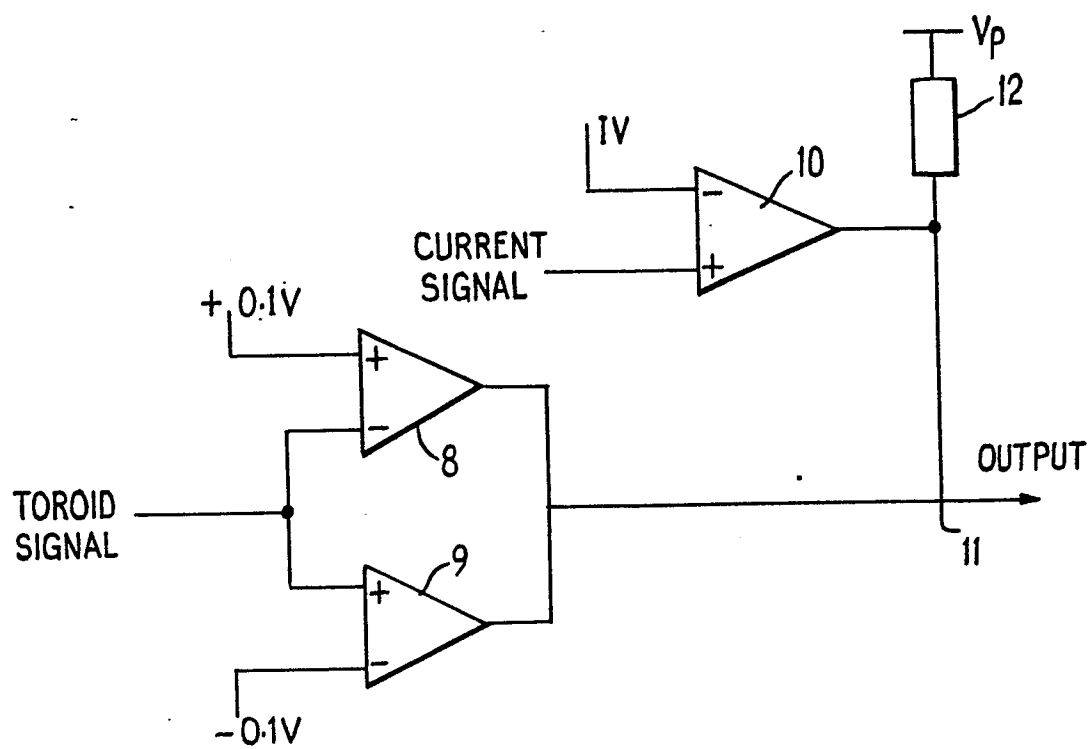 Vp
12
IV
10
−
+
CURRENT
SIGNAL
+ 0.1V
+
−
8
OUTPUT
TOROID
SIGNAL
9
11
+
−
−0.1V